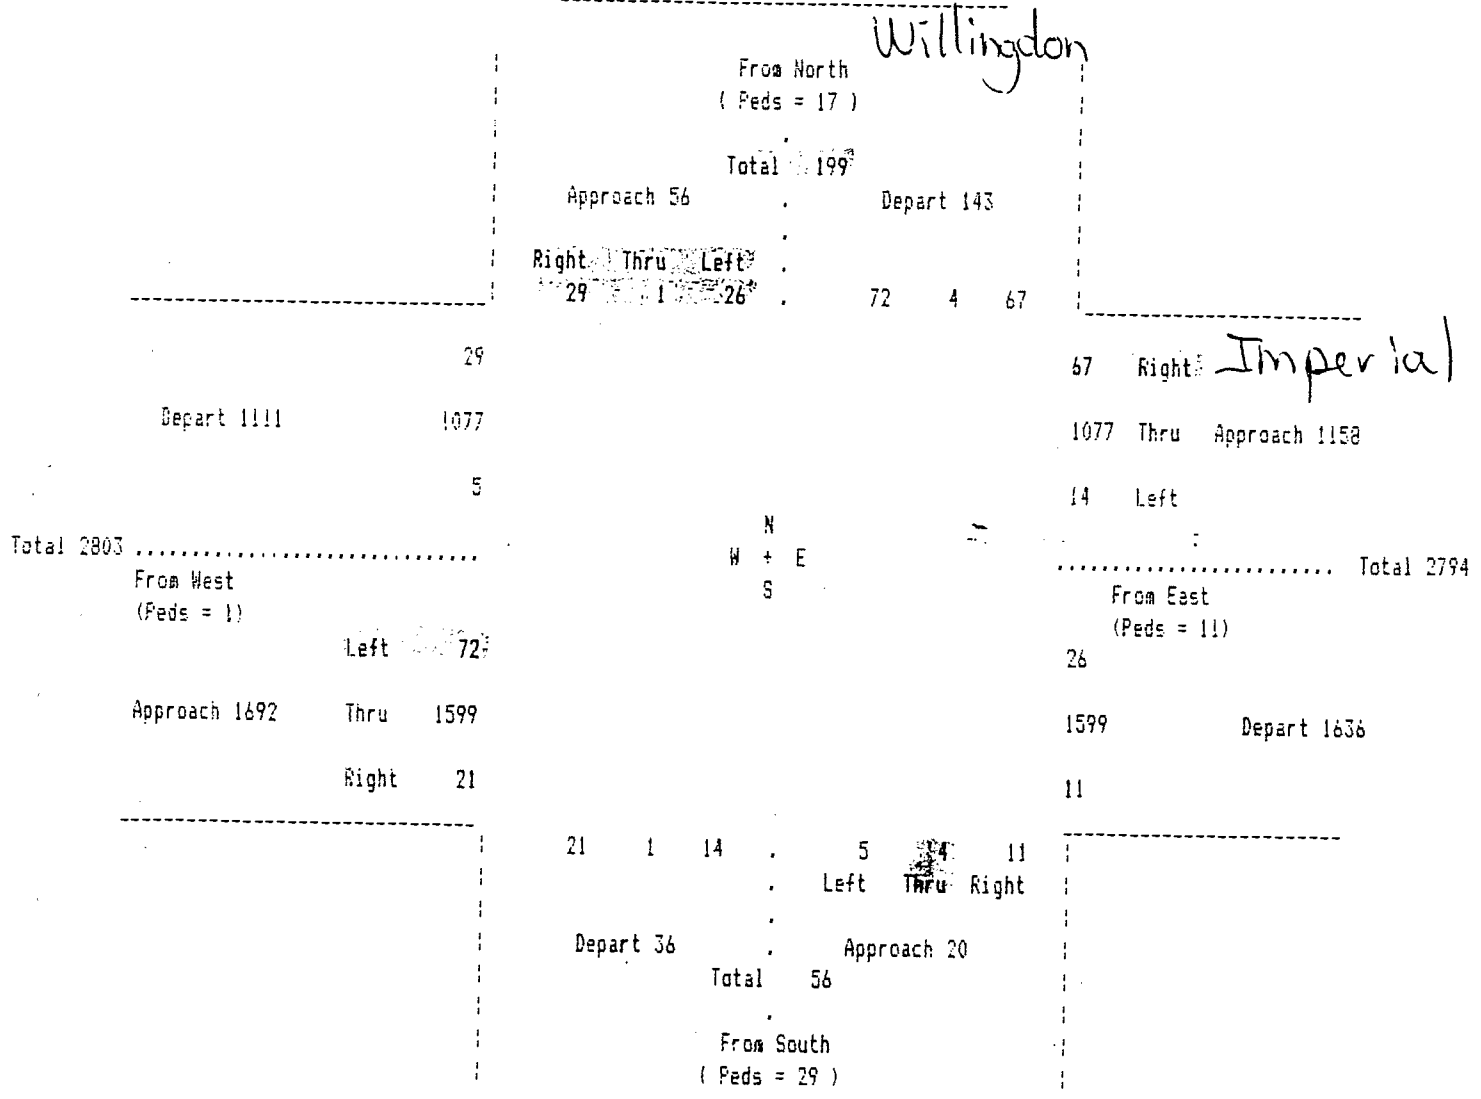 Willingdon
From North
( Peds = 17 )
Total 199
Approach 56 . Depart 143
Right Thru Left .
29 1 26 . 72 4 67
29 67 Right Imperial
Depart 1111 1077 1077 Thru Approach 1158
5 14 Left
N
Total 2803 .............................. W + E ........................ Total 2794
S
From West From East
(Peds = 1) (Peds = 11)
Left 72 26
Approach 1692 Thru 1599 1599 Depart 1636
Right 21 11
21 1 14 . 5 4 11
. Left Thru Right
Depart 36 . Approach 20
Total 56
From South
( Peds = 29 )